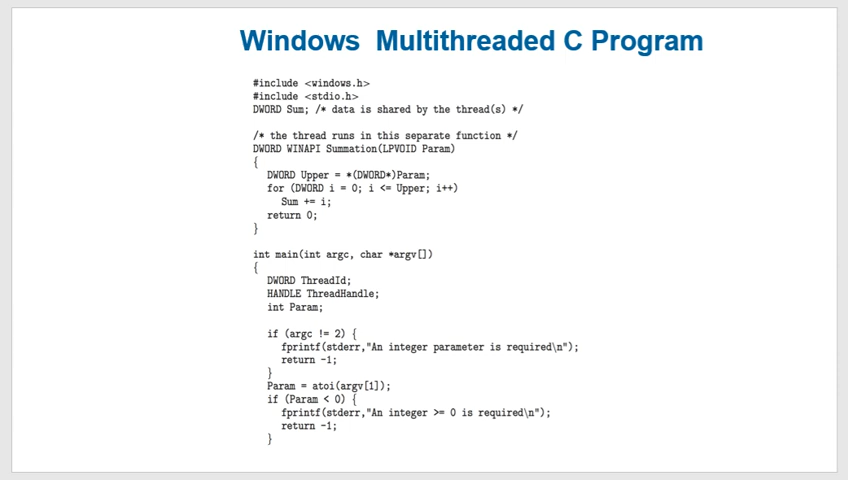 Windows Multithreaded C Program
#include <windows.h>
#include <stdio.h>
DWORD Sum; /* data is shared by the thread(s) */
/* the thread runs in this separate function */
DWORD WINAPI Summation(LPVOID Param)
{
DWORD Upper = *(DWORD*)Param;
for (DWORD i = 0; i <= Upper; i++)
Sum += i;
return 0;
}
int main(int argc, char *argv[])
{
DWORD ThreadId;
HANDLE ThreadHandle;
int Param;
if (argc != 2) {
fprintf(stderr,"An integer parameter is required\n");
return -1;
}
Param = atoi(argv[1]);
if (Param < 0) {
fprintf(stderr,"An integer >= 0 is required\n");
return -1;
}